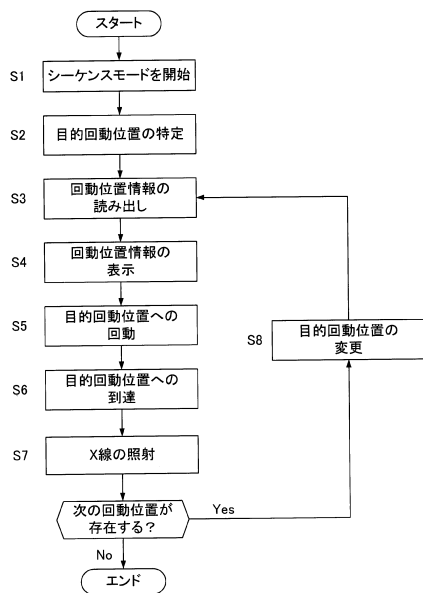 スタート
S1
シーケンスモードを開始
S2
目的回動位置の特定
S3
回動位置情報の
読み出し
S4
回動位置情報の
表示
S5
目的回動位置への
回動
S6
目的回動位置への
到達
S7
X線の照射
次の回動位置が
存在する？
Yes
No
エンド
S8
目的回動位置の
変更